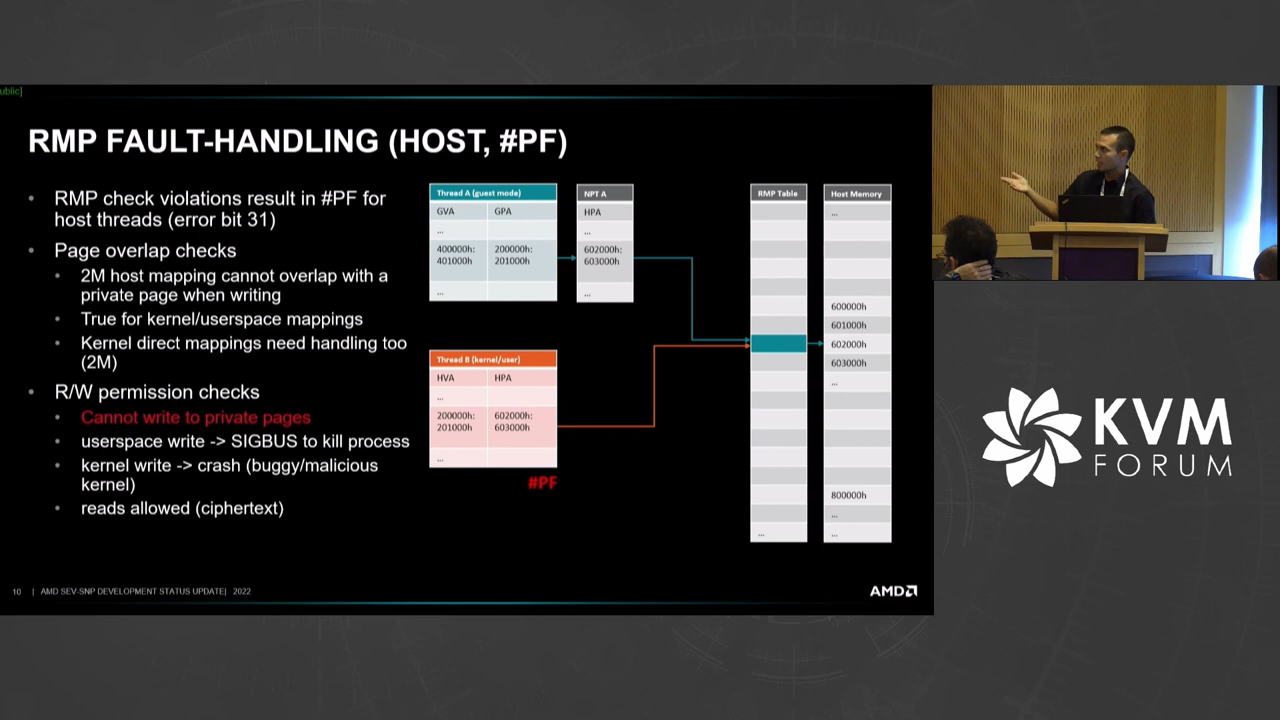 ublic]
RMP FAULT-HANDLING (HOST, #PF)
• RMP check violations result in #PF for
host threads (error bit 31)
• Page overlap checks
• 2M host mapping cannot overlap with a
private page when writing
• True for kernel/userspace mappings
• Kernel direct mappings need handling too
(2M)
• R/W permission checks
• Cannot write to private pages
• userspace write -> SIGBUS to kill process
• kernel write -> crash (buggy/malicious
kernel)
• reads allowed (ciphertext)
Thread A (guest mode)
GVA GPA
...
400000h: 200000h:
401000h 201000h
...
NPT A
HPA
...
602000h:
603000h
...
Thread B (kernel/user)
HVA HPA
...
200000h: 602000h:
201000h 603000h
...
#PF
RMP Table
...
Host Memory
...
600000h
601000h
602000h
603000h
...
800000h
...
...
10 | AMD SEV-SNP DEVELOPMENT STATUS UPDATE| 2022
AMD
KVM
FORUM